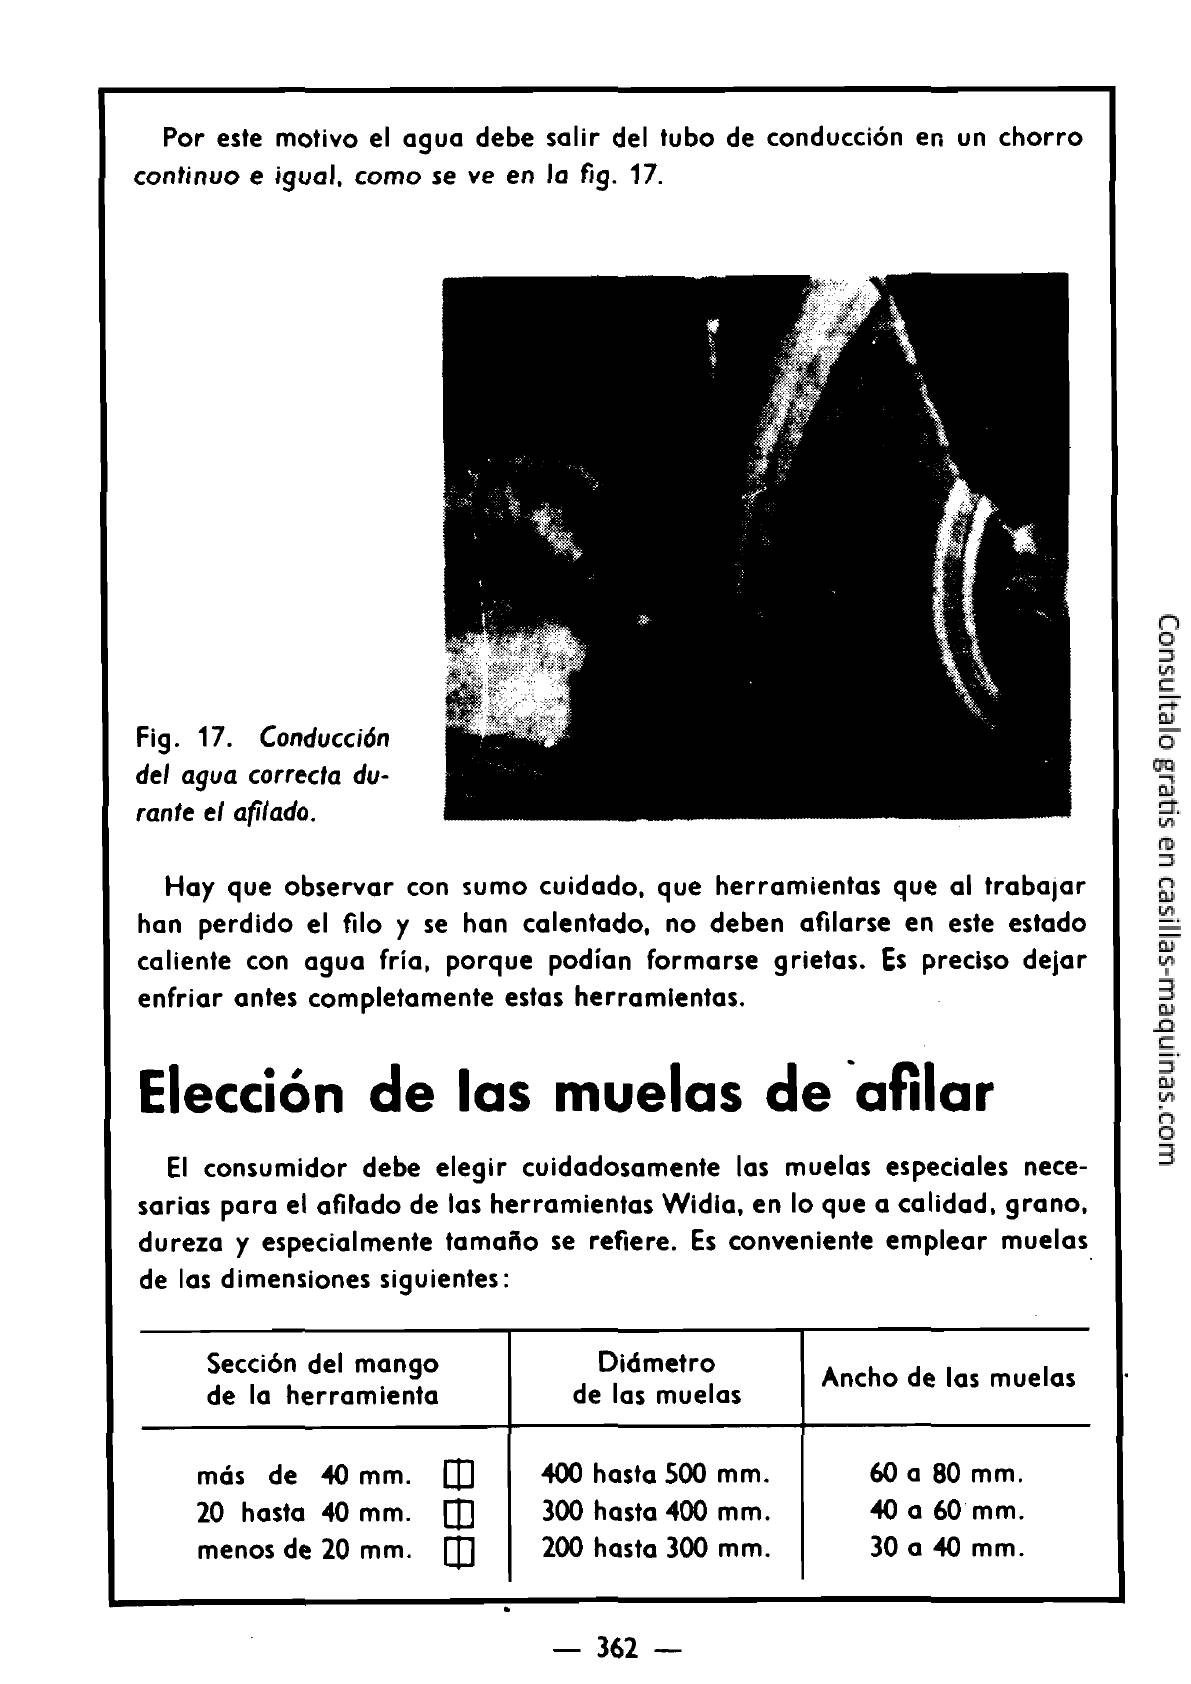 Por este motivo el agua debe salir del tubo de conducción en un chorro
continuo e igual, como se ve en la fig. 17.
Fig. 17. Conducción
del agua correcta du-
rante el afilado.
Hay que observar con sumo cuidado, que herramientas que al trabajar
han perdido el filo y se han calentado, no deben afilarse en este estado
caliente con agua fría, porque podían formarse grietas. Es preciso dejar
enfriar antes completamente estas herramientas.
Elección de las muelas de afilar
El consumidor debe elegir cuidadosamente las muelas especiales nece-
sarias para el afilado de las herramientas Widia, en lo que a calidad, grano,
dureza y especialmente tamaño se refiere. Es conveniente emplear muelas
de las dimensiones siguientes:
Sección del mango
de la herramienta
Diámetro
de las muelas
Ancho de las muelas
más de 40 mm. 400 hasta 500 mm. 60 a 80 mm.
20 hasta 40 mm. 300 hasta 400 mm. 40 a 60 mm.
menos de 20 mm. 200 hasta 300 mm. 30 a 40 mm.
— 362 —
Consultalo gratis en casillas-maquinas.com